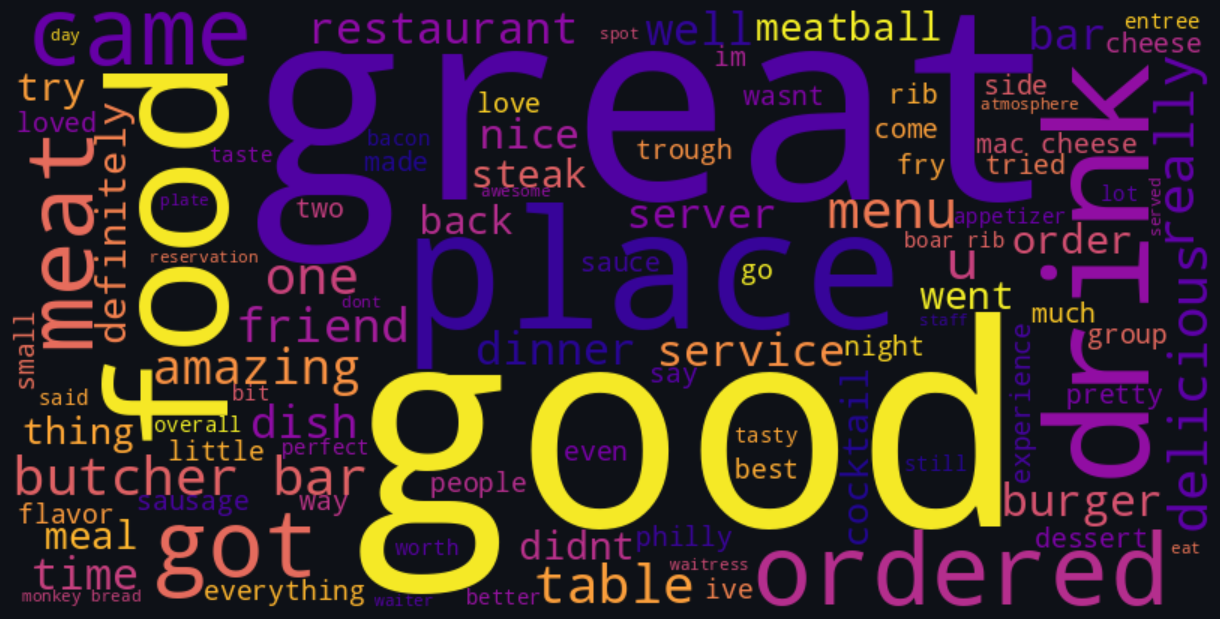 day
came
restaurant
spot
well
meatball
bar
entree
cheese
im
try
loved
food
great
love
nice
wasnt
rib
side
atmosphere
come
mac cheese
drink
really
meat
definitely
taste
bacon
made
steak
awesome
trough
fry
tried
lot
served
plate
two
back
server
menu
appetizer
reservation
one
place
sauce
go
boar rib
order
u
dont
friend
went
much
staff
small
amazing
dinner
service
night
experience
group
delicious
said
bit
say
cocktail
pretty
thing
overall
dish
good
little
perfect
even
tasty
best
still
butcher bar
people
sausage
way
burger
flavor
meal
got
worth
didnt
philly
dessert
eat
time
waitress
ordered
monkey bread
everything
waiter
better
table
ive